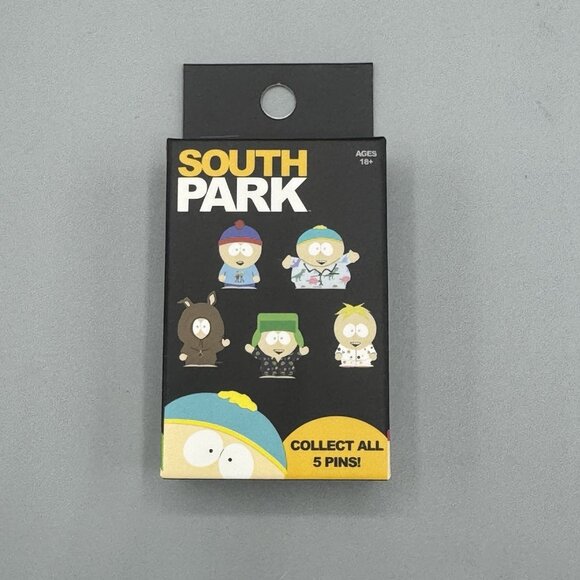 SOUTH
PARK
AGES
18+
COLLECT ALL
5 PINS!